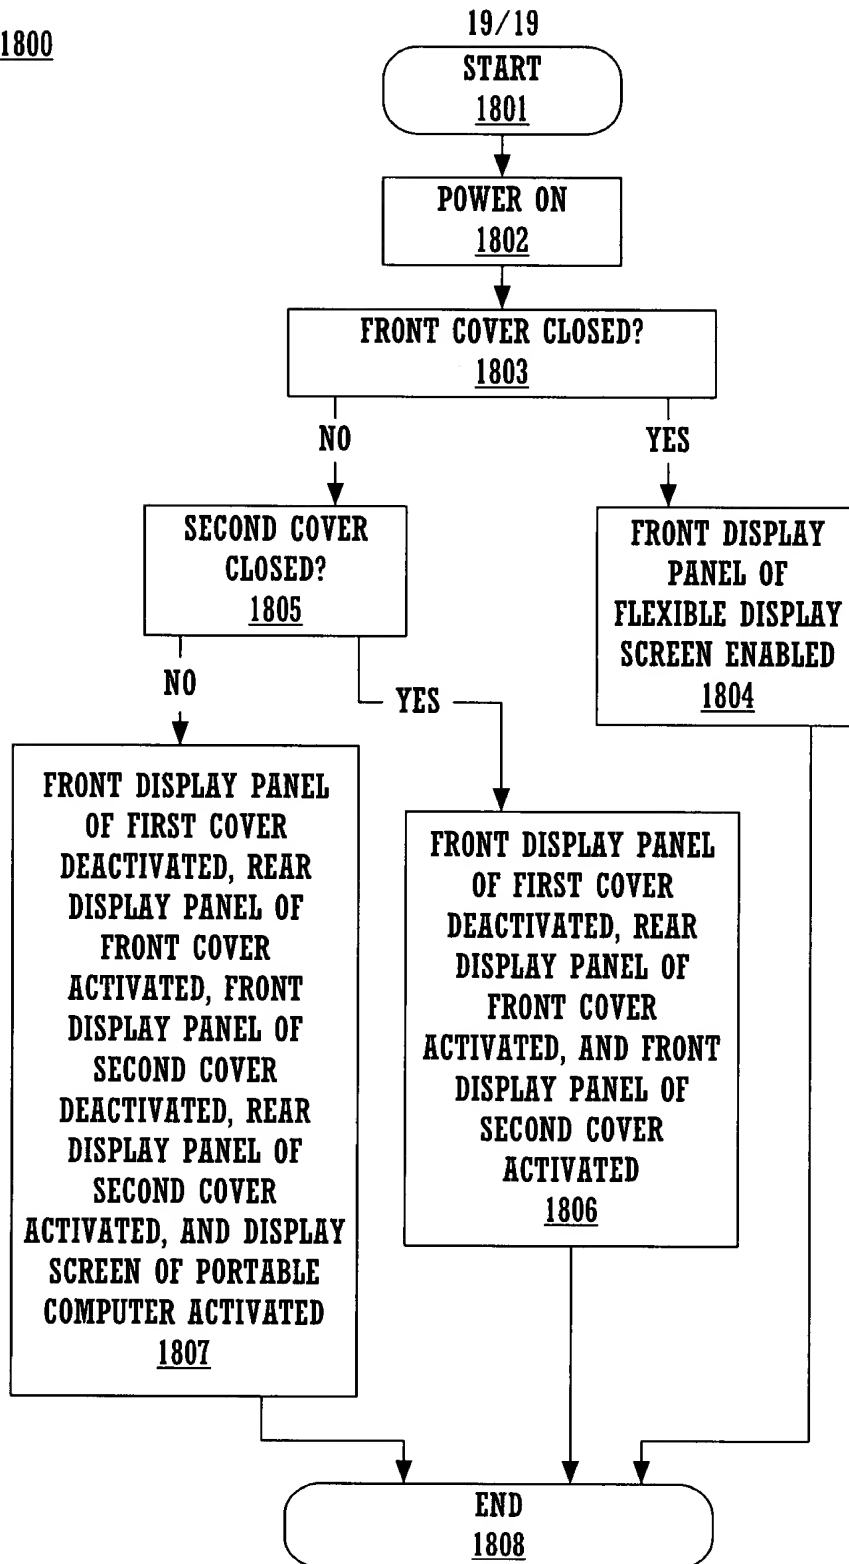 19/19
1800
START
1801
POWER ON
1802
FRONT COVER CLOSED?
1803
NO
YES
SECOND COVER
CLOSED?
1805
FRONT DISPLAY
PANEL OF
FLEXIBLE DISPLAY
SCREEN ENABLED
1804
NO
YES
FRONT DISPLAY PANEL
OF FIRST COVER
DEACTIVATED, REAR
DISPLAY PANEL OF
FRONT COVER
ACTIVATED, FRONT
DISPLAY PANEL OF
SECOND COVER
DEACTIVATED, REAR
DISPLAY PANEL OF
SECOND COVER
ACTIVATED, AND DISPLAY
SCREEN OF PORTABLE
COMPUTER ACTIVATED
1807
FRONT DISPLAY PANEL
OF FIRST COVER
DEACTIVATED, REAR
DISPLAY PANEL OF
FRONT COVER
ACTIVATED, AND FRONT
DISPLAY PANEL OF
SECOND COVER
ACTIVATED
1806
END
1808